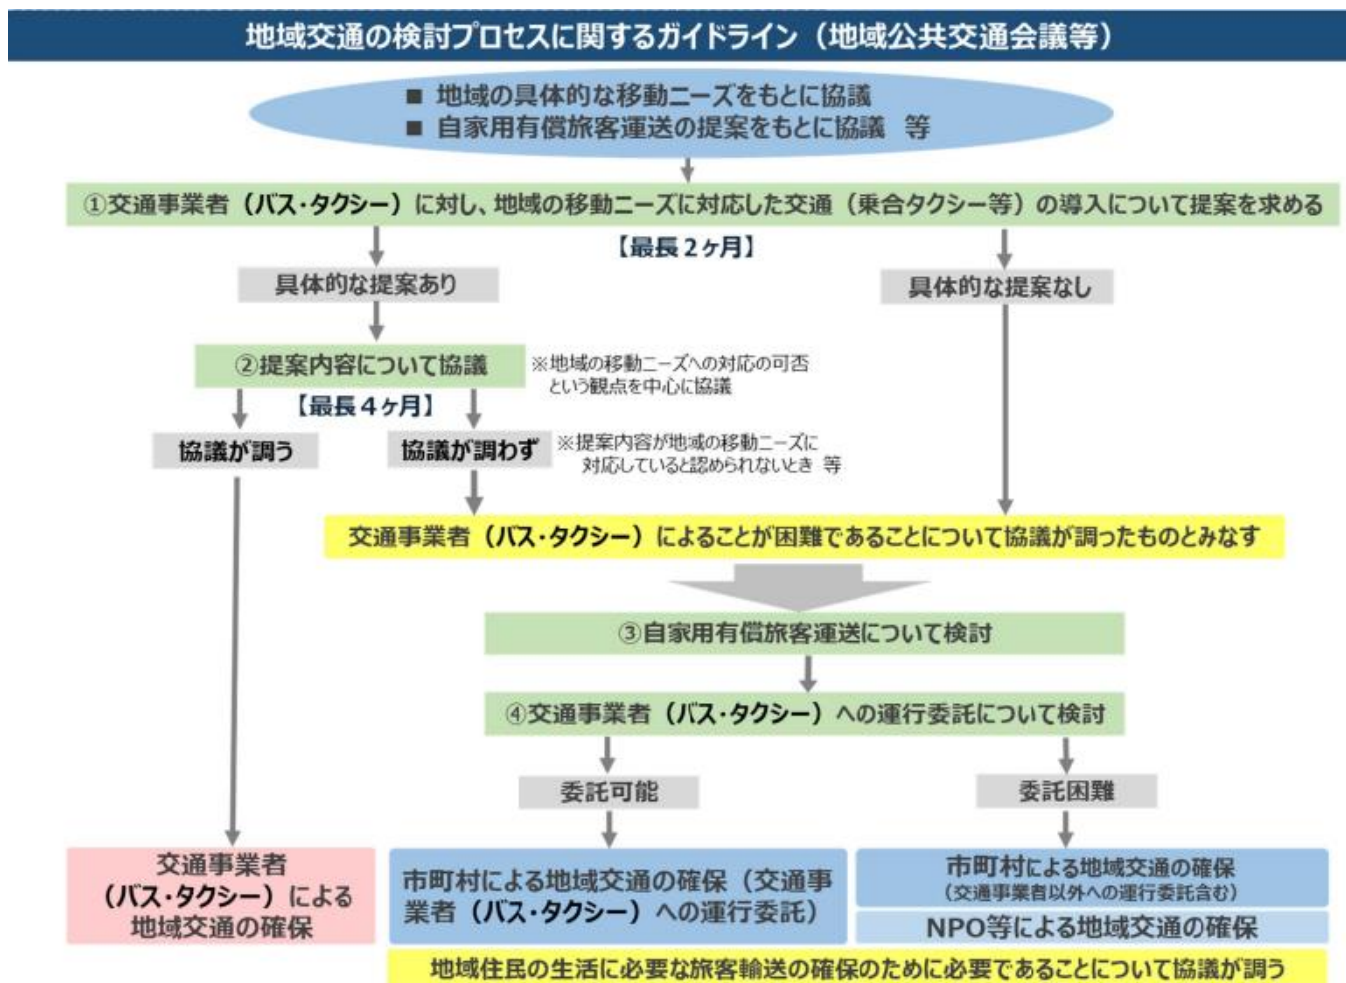 地域交通の検討プロセスに関するガイドライン（地域公共交通会議等）
■ 地域の具体的な移動ニーズをもとに協議
■ 自家用有償旅客運送の提案をもとに協議 等
①交通事業者（バス・タクシー）に対し、地域の移動ニーズに対応した交通（乗合タクシー等）の導入について提案を求める
【最長２ヶ月】
具体的な提案あり
具体的な提案なし
②提案内容について協議
※地域の移動ニーズへの対応の可否
という観点を中心に協議
【最長４ヶ月】
協議が調う
協議が調わず
※提案内容が地域の移動ニーズに
対応していると認められないとき 等
交通事業者（バス・タクシー）によることが困難であることについて協議が調ったものとみなす
③自家用有償旅客運送について検討
④交通事業者（バス・タクシー）への運行委託について検討
委託可能
委託困難
交通事業者
（バス・タクシー）による
地域交通の確保
市町村による地域交通の確保（交通事
業者（バス・タクシー）への運行委託）
市町村による地域交通の確保
（交通事業者以外への運行委託含む）
NPO等による地域交通の確保
地域住民の生活に必要な旅客輸送の確保のために必要であることについて協議が調う